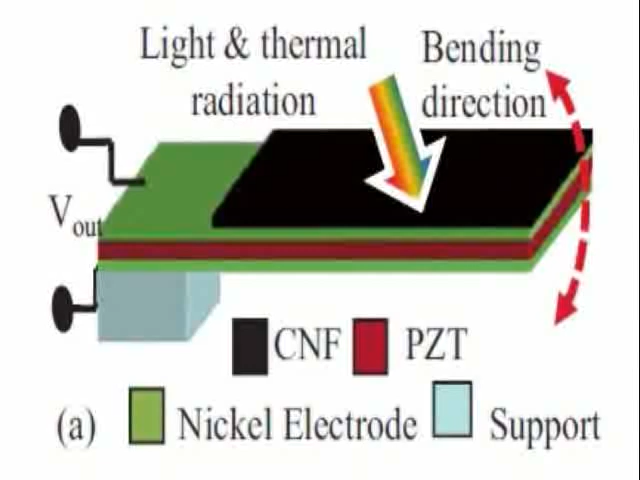 Light & thermal
radiation
Bending
direction
Vout
CNF
PZT
(a)
Nickel Electrode
Support